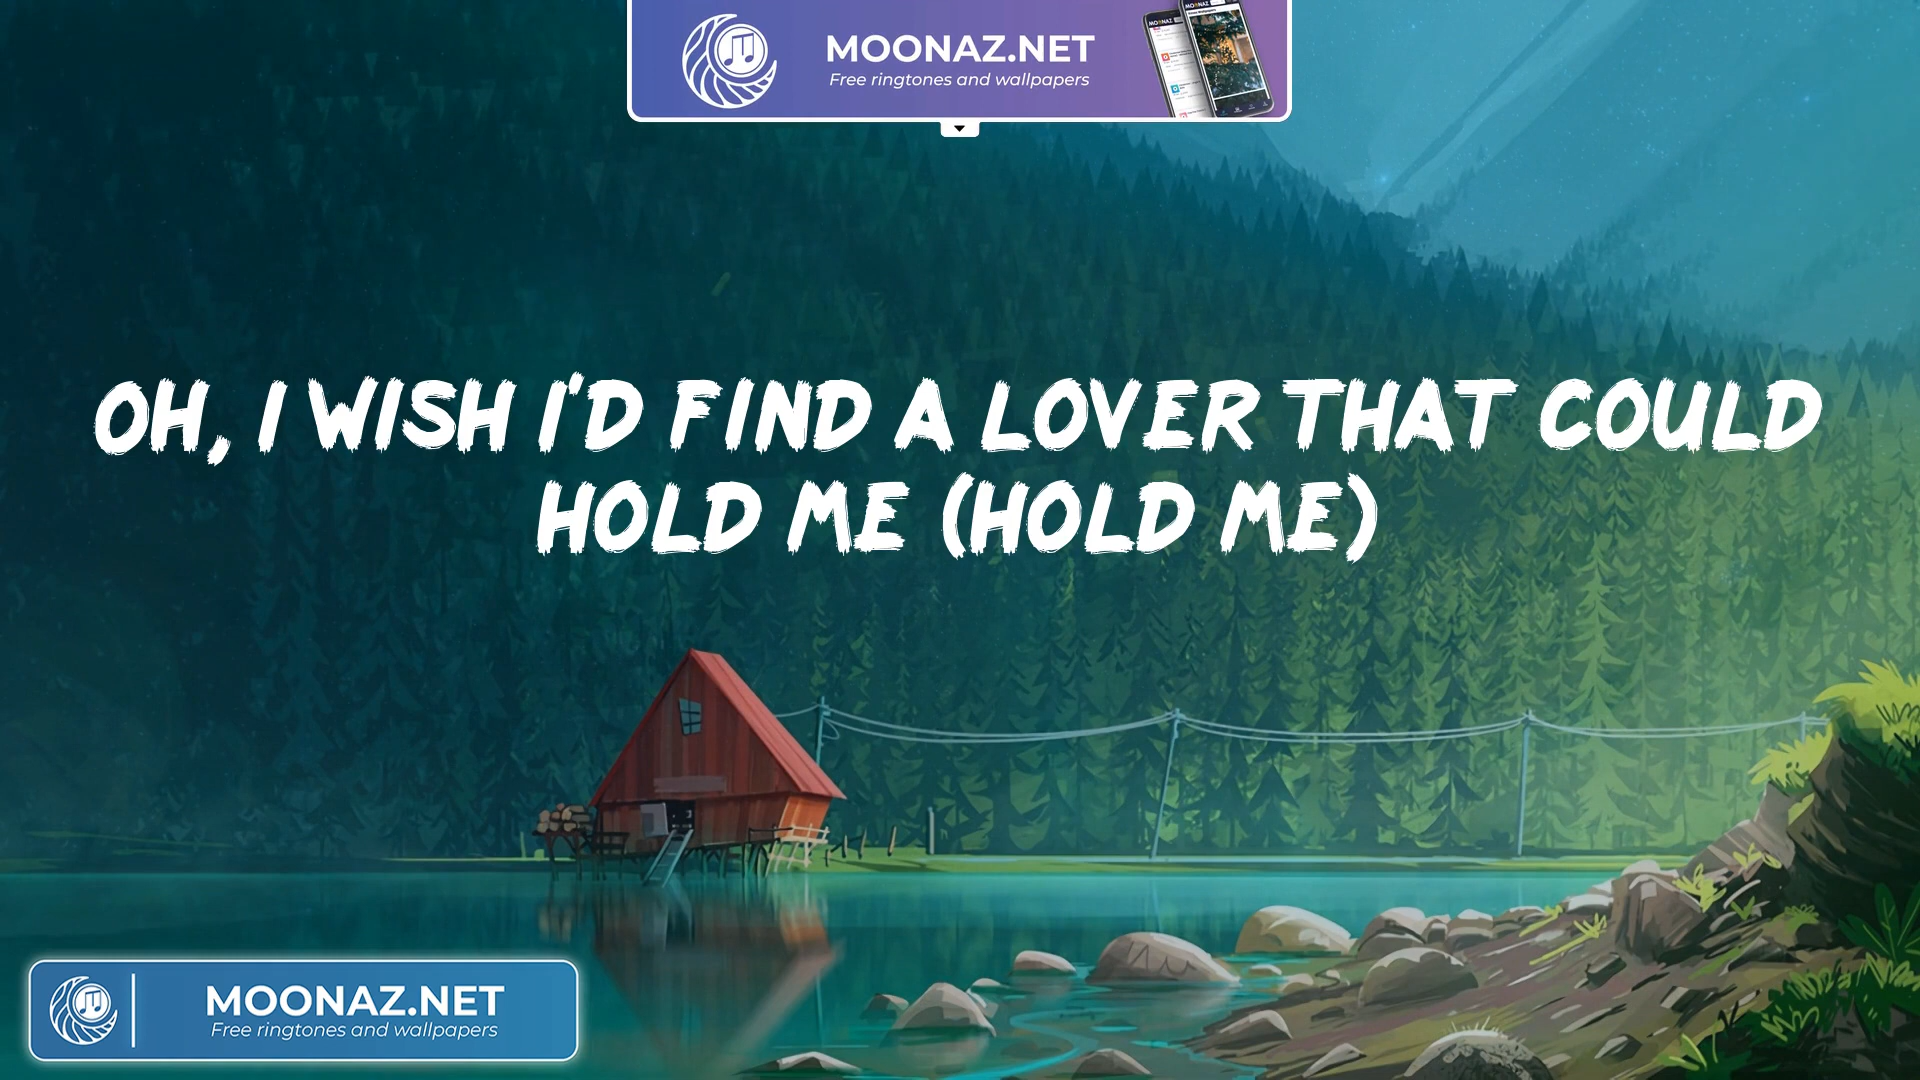 MOONAZ.NET
Free ringtones and wallpapers
OH, I WISH I'D FIND A LOVER THAT COULD
HOLD ME (HOLD ME)
MOONAZ.NET
Free ringtones and wallpapers